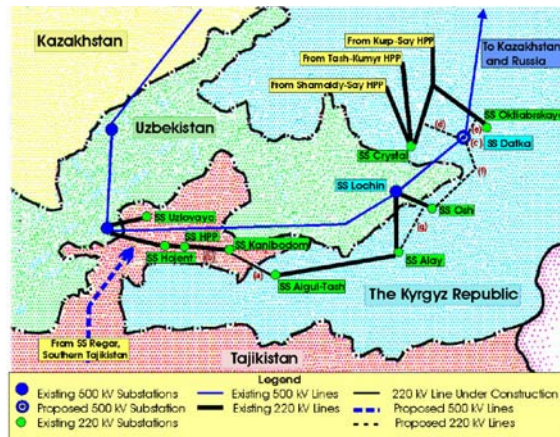 Kazakhstan
From Kurp-Say HPP
From Tash-Kumyr HPP
From Shamaldy-Say HPP
To Kazakhstan
and Russia
Uzbekistan
SS Oktiabrskaya
(d)
(e)
(c)
SS Datka
SS Crystal
(f)
SS Lochin
SS Uzlovaya
SS Osh
SS HPP
SS Kanibodom
SS Hojent
(b)
(g)
SS Alay
(a)
SS Aigul-Tash
The Kyrgyz Republic
From SS Regar,
Southern Tajikistan
Tajikistan
Legend
Existing 500 kV Substations
Existing 500 kV Lines
220 kV Line Under Construction
Proposed 500 kV Substation
Existing 220 kV Lines
Proposed 500 kV Lines
Existing 220 kV Substations
Proposed 220 kV Lines